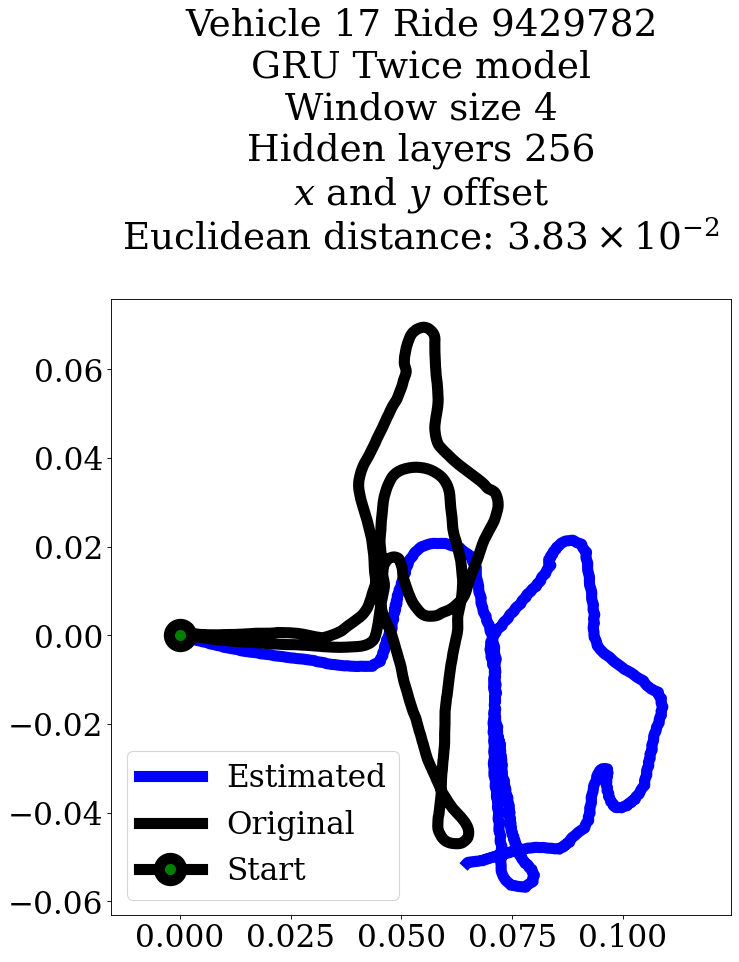 Vehicle 17 Ride 9429782
GRU Twice model
Window size 4
Hidden layers 256
x and y offset
Euclidean distance: 3.83 × 10⁻²
0.06
0.04
0.02
0.00
−0.02
−0.04
−0.06
Estimated
Original
Start
0.000 0.025 0.050 0.075 0.100